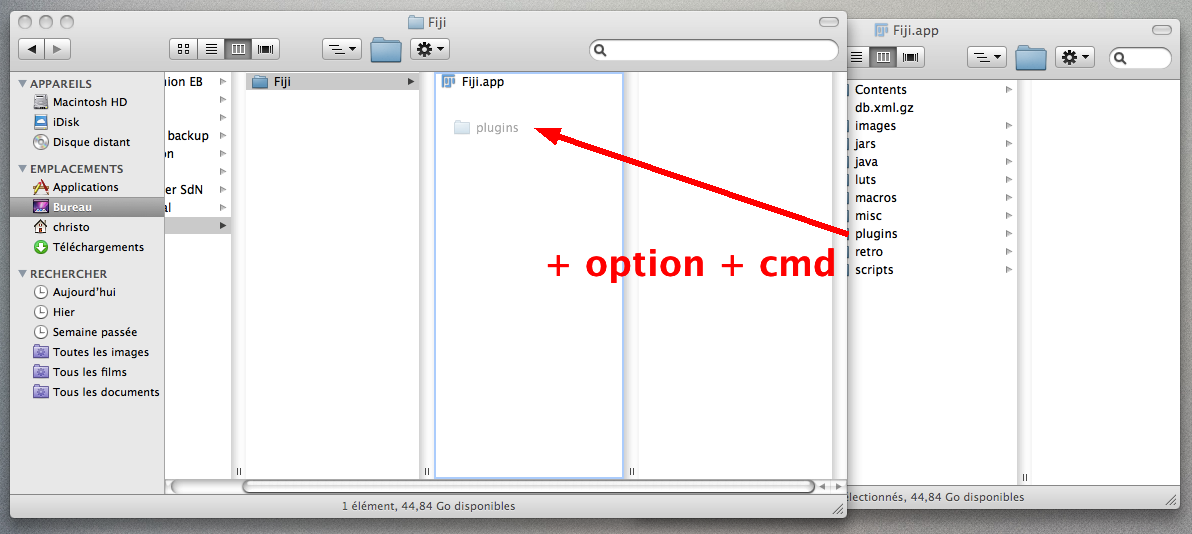 Fiji
APPAREILS
Macintosh HD
iDisk
Disque distant
EMPLACEMENTS
Applications
Bureau
christo
Téléchargements
RECHERCHER
Aujourd'hui
Hier
Semaine passée
Toutes les images
Tous les films
Tous les documents
ion EB
backup
on
er SdN
al
Fiji
Fiji.app
plugins
+ option + cmd
1 élément, 44,84 Go disponibles
Fiji.app
Contents
db.xml.gz
images
jars
java
luts
macros
misc
plugins
retro
scripts
électionnés, 44,84 Go disponibles